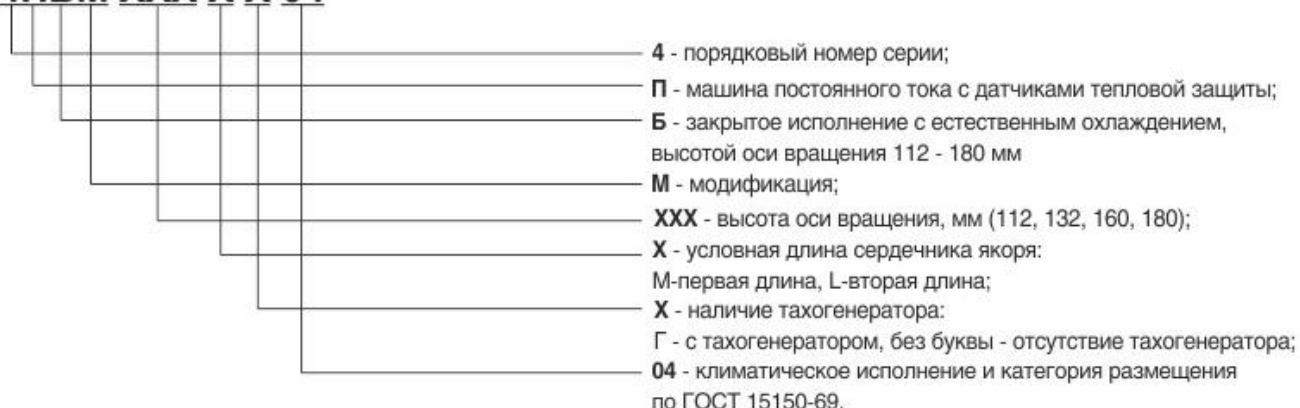 4 - порядковый номер серии;
П - машина постоянного тока с датчиками тепловой защиты;
Б - закрытое исполнение с естественным охлаждением,
высотой оси вращения 112 - 180 мм
М - модификация;
ХХХ - высота оси вращения, мм (112, 132, 160, 180);
Х - условная длина сердечника якоря:
М-первая длина, L-вторая длина;
Х - наличие тахогенератора:
Г - с тахогенератором, без буквы - отсутствие тахогенератора;
04 - климатическое исполнение и категория размещения
по ГОСТ 15150-69.